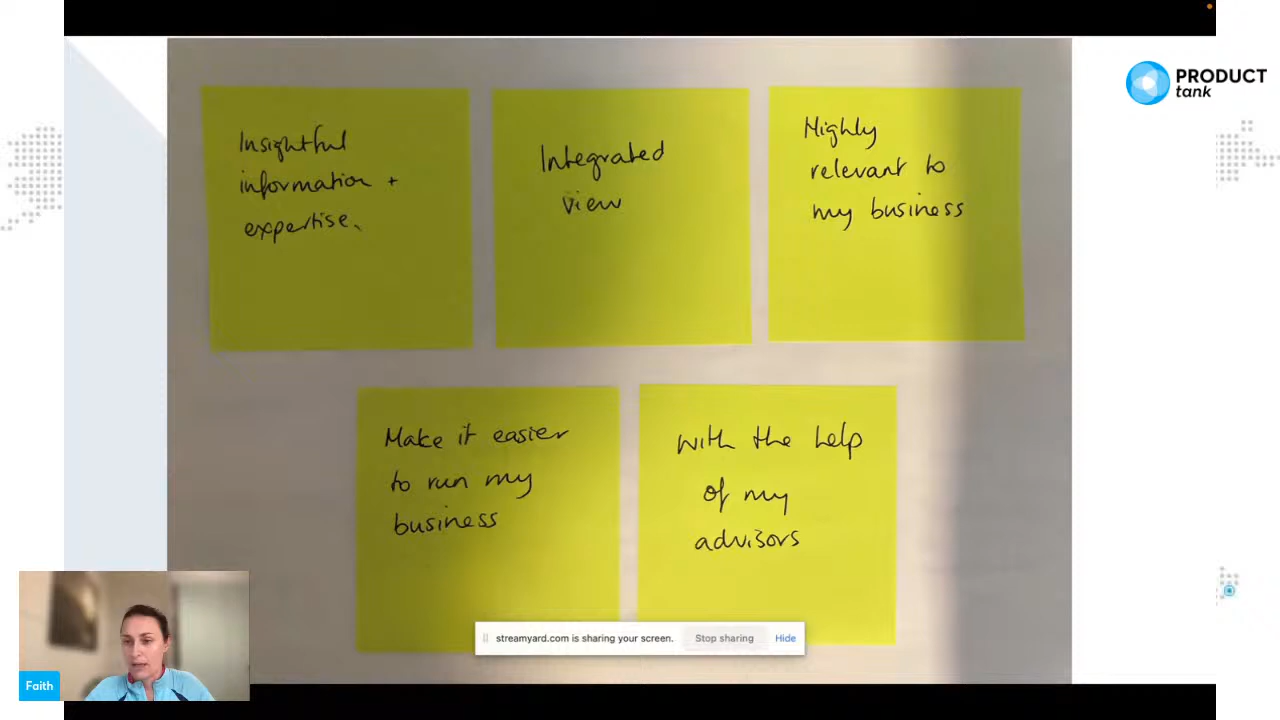 PRODUCT
tank
Insightful
information +
expertise.
Integrated
view
Highly
relevant to
my business
Make it easier
to run my
business
with the help
of my
advisors
streamyard.com is sharing your screen.
Stop sharing
Hide
Faith